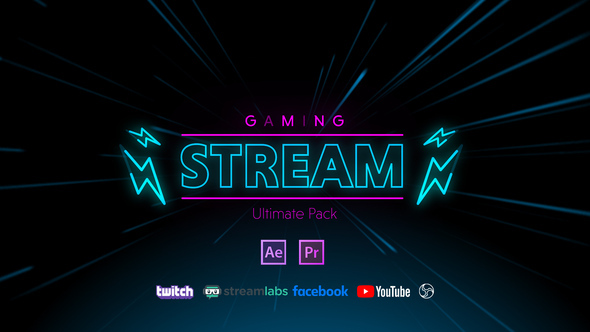 GAMING
STREAM
Ultimate Pack
Ae Pr
twitch streamlabs facebook YouTube